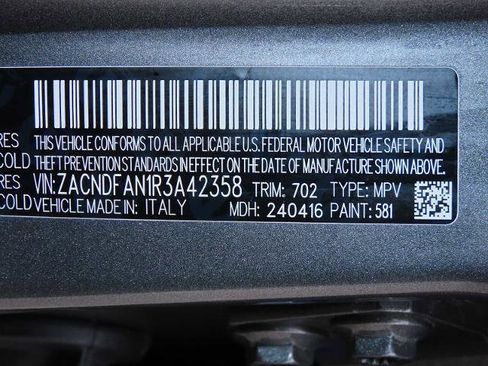 THIS VEHICLE CONFORMS TO ALL APPLICABLE U.S. FEDERAL MOTOR VEHICLE SAFETY AND
RES
COLD THEFT PREVENTION STANDARDS IN EFFECT ON THE DATE OF MANUFACTURE SHOWN ABOVE.
RES VIN:ZACNDFAN1R3A42358 TRIM: 702 TYPE: MPV
COLD VEHICLE MADE IN: ITALY MDH: 240416 PAINT: 581